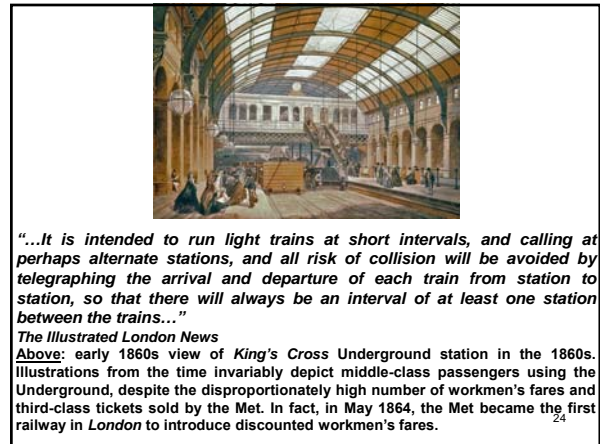 “…It is intended to run light trains at short intervals, and calling at
perhaps alternate stations, and all risk of collision will be avoided by
telegraphing the arrival and departure of each train from station to
station, so that there will always be an interval of at least one station
between the trains…”
The Illustrated London News
Above: early 1860s view of King’s Cross Underground station in the 1860s.
Illustrations from the time invariably depict middle-class passengers using the
Underground, despite the disproportionately high number of workmen’s fares and
third-class tickets sold by the Met. In fact, in May 1864, the Met became the first
railway in London to introduce discounted workmen’s fares.
24